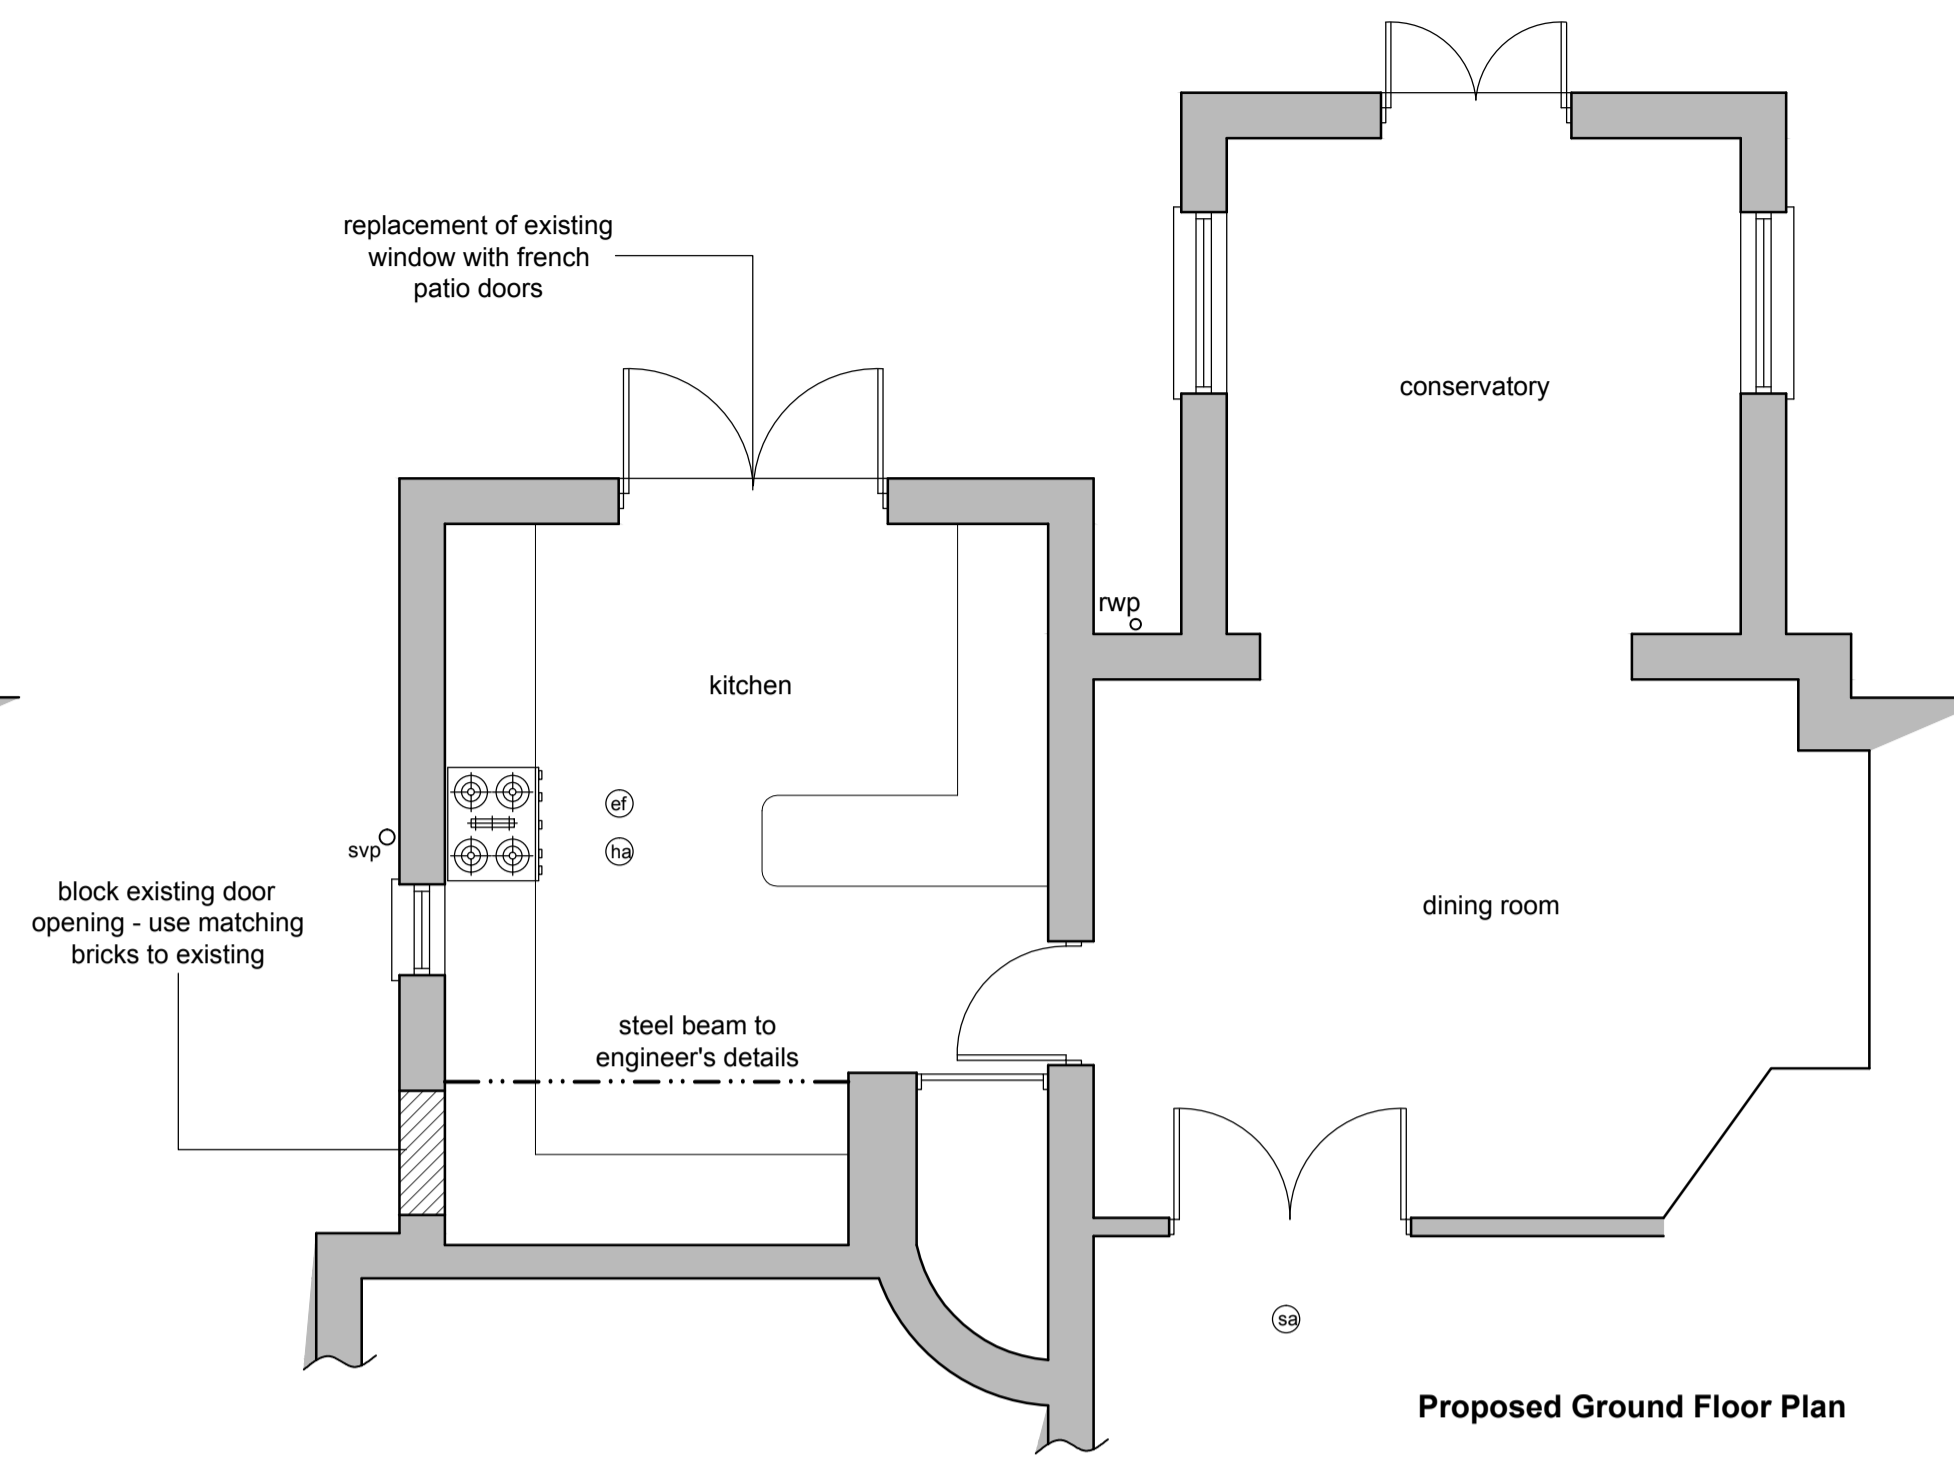 replacement of existing
window with french
patio doors
conservatory
rwp
kitchen
ef
ha
svp
block existing door
opening - use matching
bricks to existing
dining room
steel beam to
engineer's details
sa
Proposed Ground Floor Plan